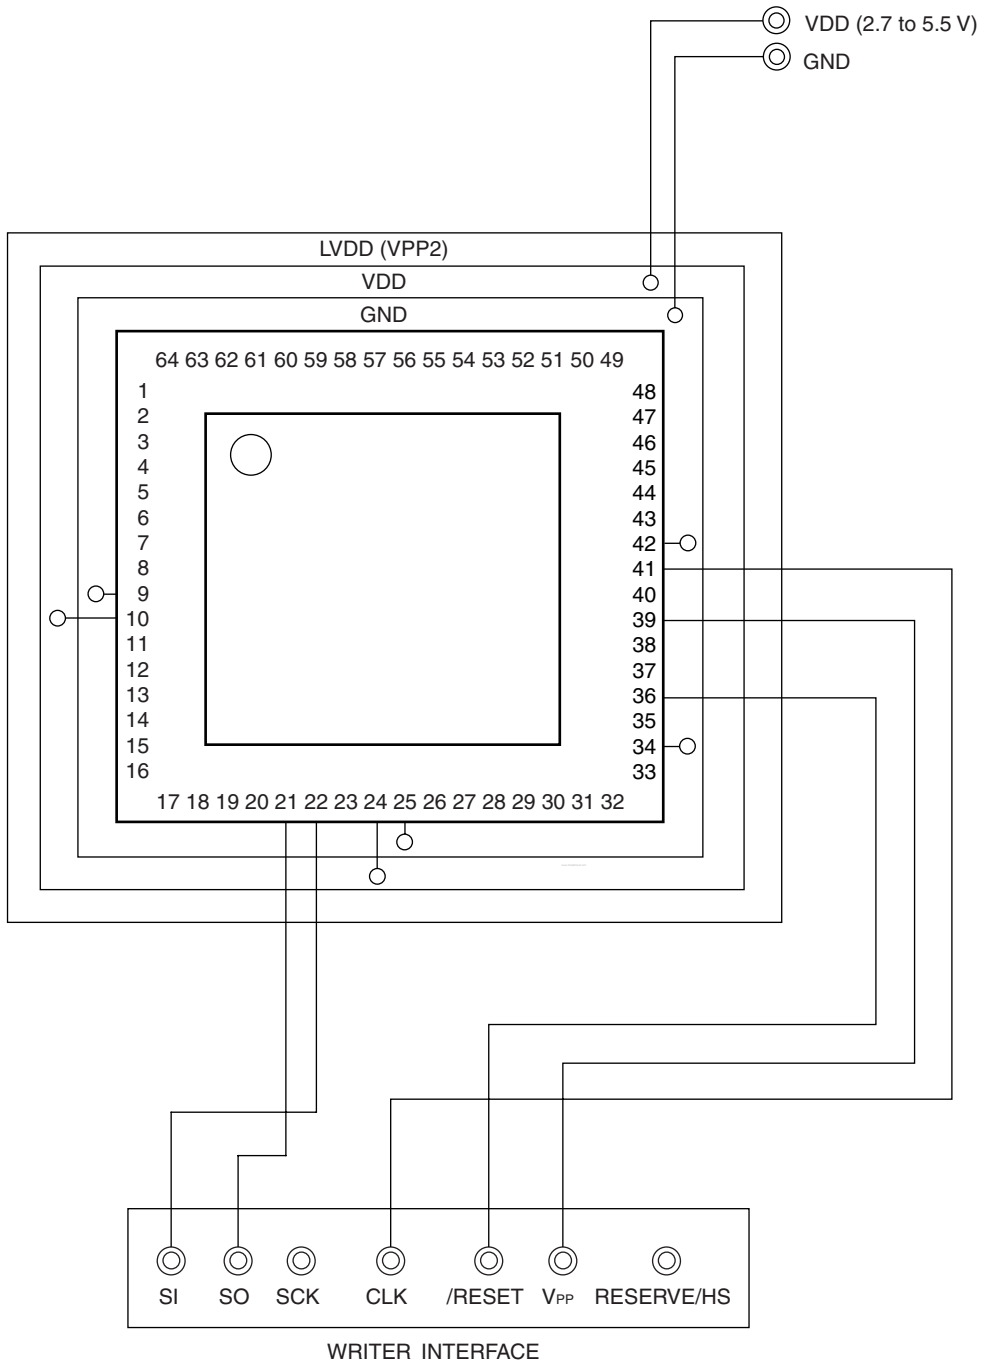 VDD (2.7 to 5.5 V)
GND
LVDD (VPP2)
VDD
GND
64 63 62 61 60 59 58 57 56 55 54 53 52 51 50 49
1 48
2 47
3 46
4 45
5 44
6 43
7 42
8 41
9 40
10 39
11 38
12 37
13 36
14 35
15 34
16 33
17 18 19 20 21 22 23 24 25 26 27 28 29 30 31 32
SI SO SCK CLK /RESET VPP RESERVE/HS
WRITER INTERFACE